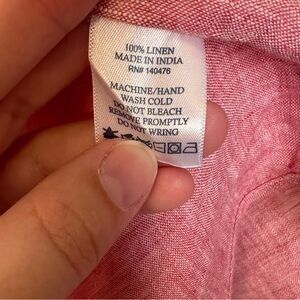 100% LINEN
MADE IN INDIA
RN# 140476
MACHINE/HAND
WASH COLD
DO NOT BLEACH
REMOVE PROMPTLY
DO NOT WRING